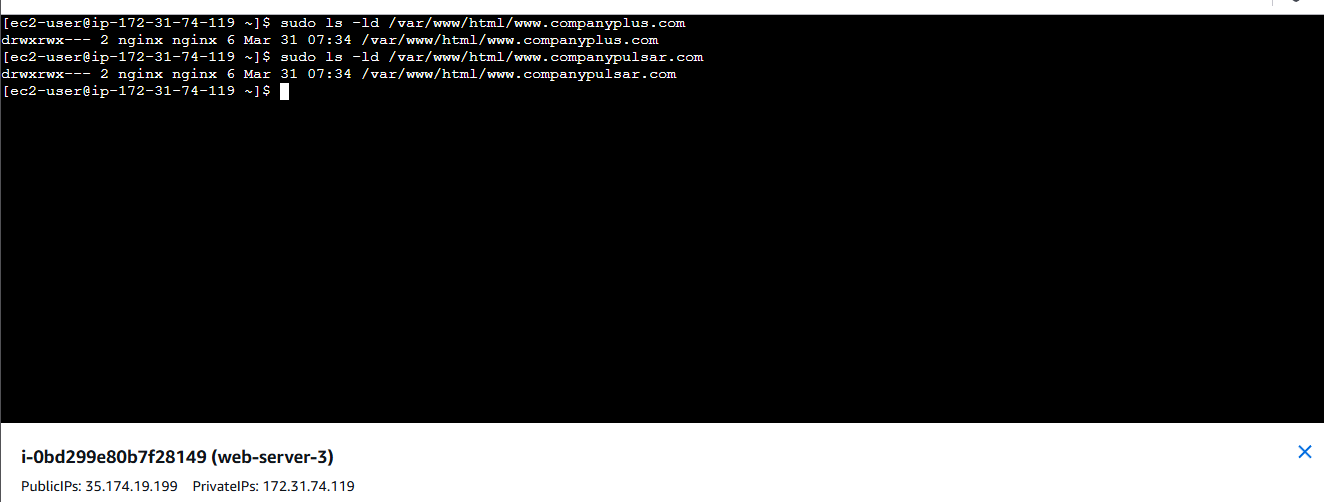 [ec2-user@ip-172-31-74-119 ~]$ sudo ls -ld /var/www/html/www.companyplus.com
drwxrwx--- 2 nginx nginx 6 Mar 31 07:34 /var/www/html/www.companyplus.com
[ec2-user@ip-172-31-74-119 ~]$ sudo ls -ld /var/www/html/www.companypulsar.com
drwxrwx--- 2 nginx nginx 6 Mar 31 07:34 /var/www/html/www.companypulsar.com
[ec2-user@ip-172-31-74-119 ~]$
i-0bd299e80b7f28149 (web-server-3)
PublicIPs: 35.174.19.199 PrivateIPs: 172.31.74.119